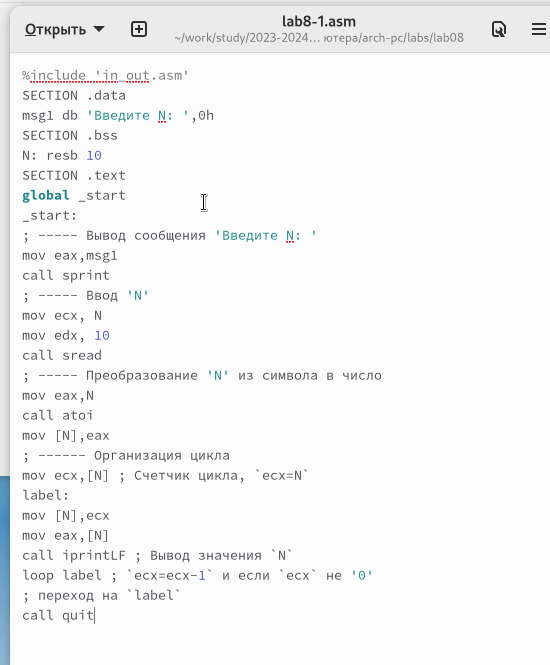 lab8-1.asm
Открыть
~/work/study/2023-2024… ютера/arch-pc/labs/lab08
%include 'in_out.asm'
SECTION .data
msg1 db 'Введите N: ',0h
SECTION .bss
N: resb 10
SECTION .text
global _start
_start:
; ----- Вывод сообщения 'Введите N: '
mov eax,msg1
call sprint
; ----- Ввод 'N'
mov ecx, N
mov edx, 10
call sread
; ----- Преобразование 'N' из символа в число
mov eax,N
call atoi
mov [N],eax
; ------ Организация цикла
mov ecx,[N] ; Счетчик цикла, `ecx=N`
label:
mov [N],ecx
mov eax,[N]
call iprintLF ; Вывод значения `N`
loop label ; `ecx=ecx-1` и если `ecx` не '0'
; переход на `label`
call quit